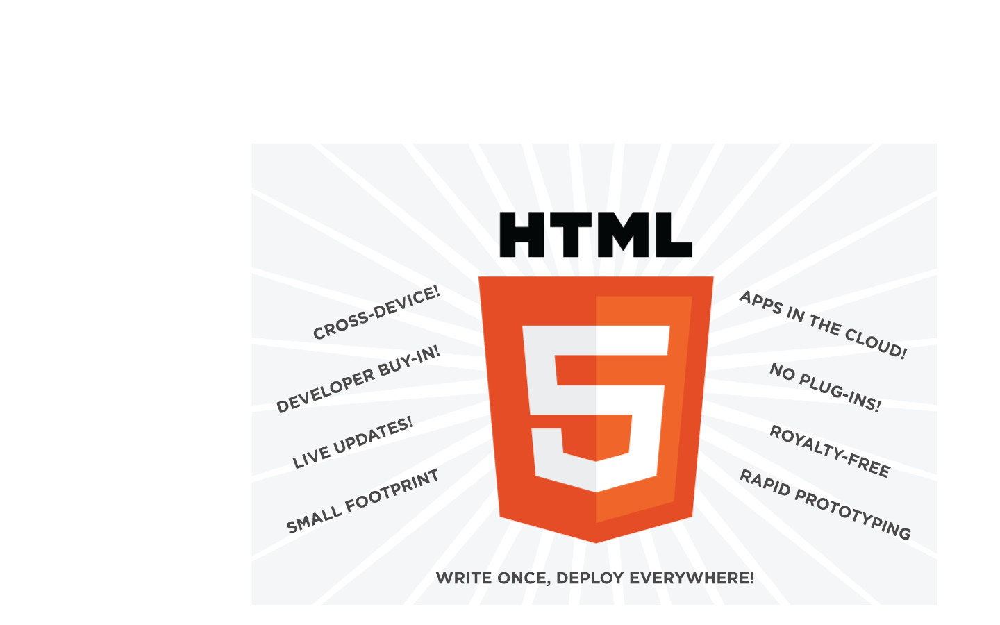 HTML
5
CROSS-DEVICE!
DEVELOPER BUY-IN!
LIVE UPDATES!
SMALL FOOTPRINT
APPS IN THE CLOUD!
NO PLUG-INS!
ROYALTY-FREE
RAPID PROTOTYPING
WRITE ONCE, DEPLOY EVERYWHERE!